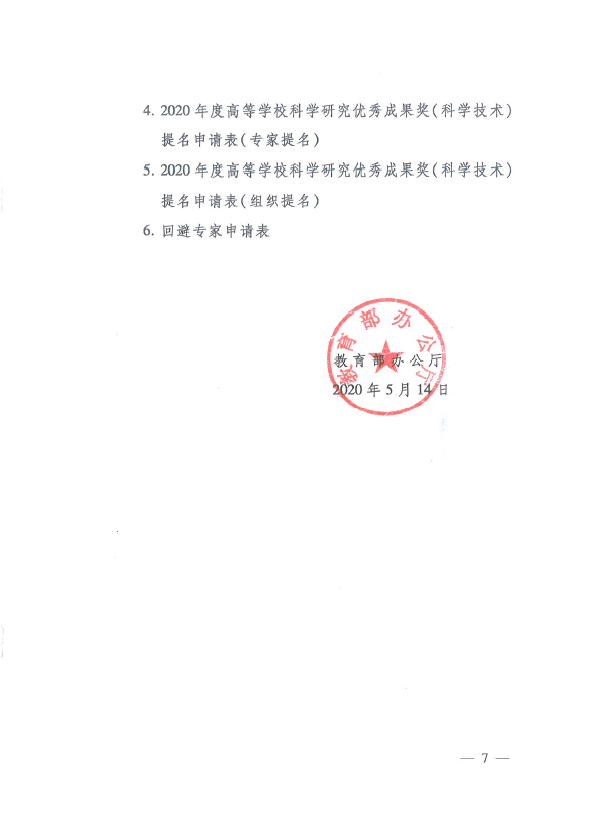 4. 2020 年度高等学校科学研究优秀成果奖(科学技术)
提名申请表(专家提名)
5. 2020 年度高等学校科学研究优秀成果奖(科学技术)
提名申请表(组织提名)
6. 回避专家申请表
教育部办公厅
教育部办公厅
2020 年 5 月 14 日
— 7 —